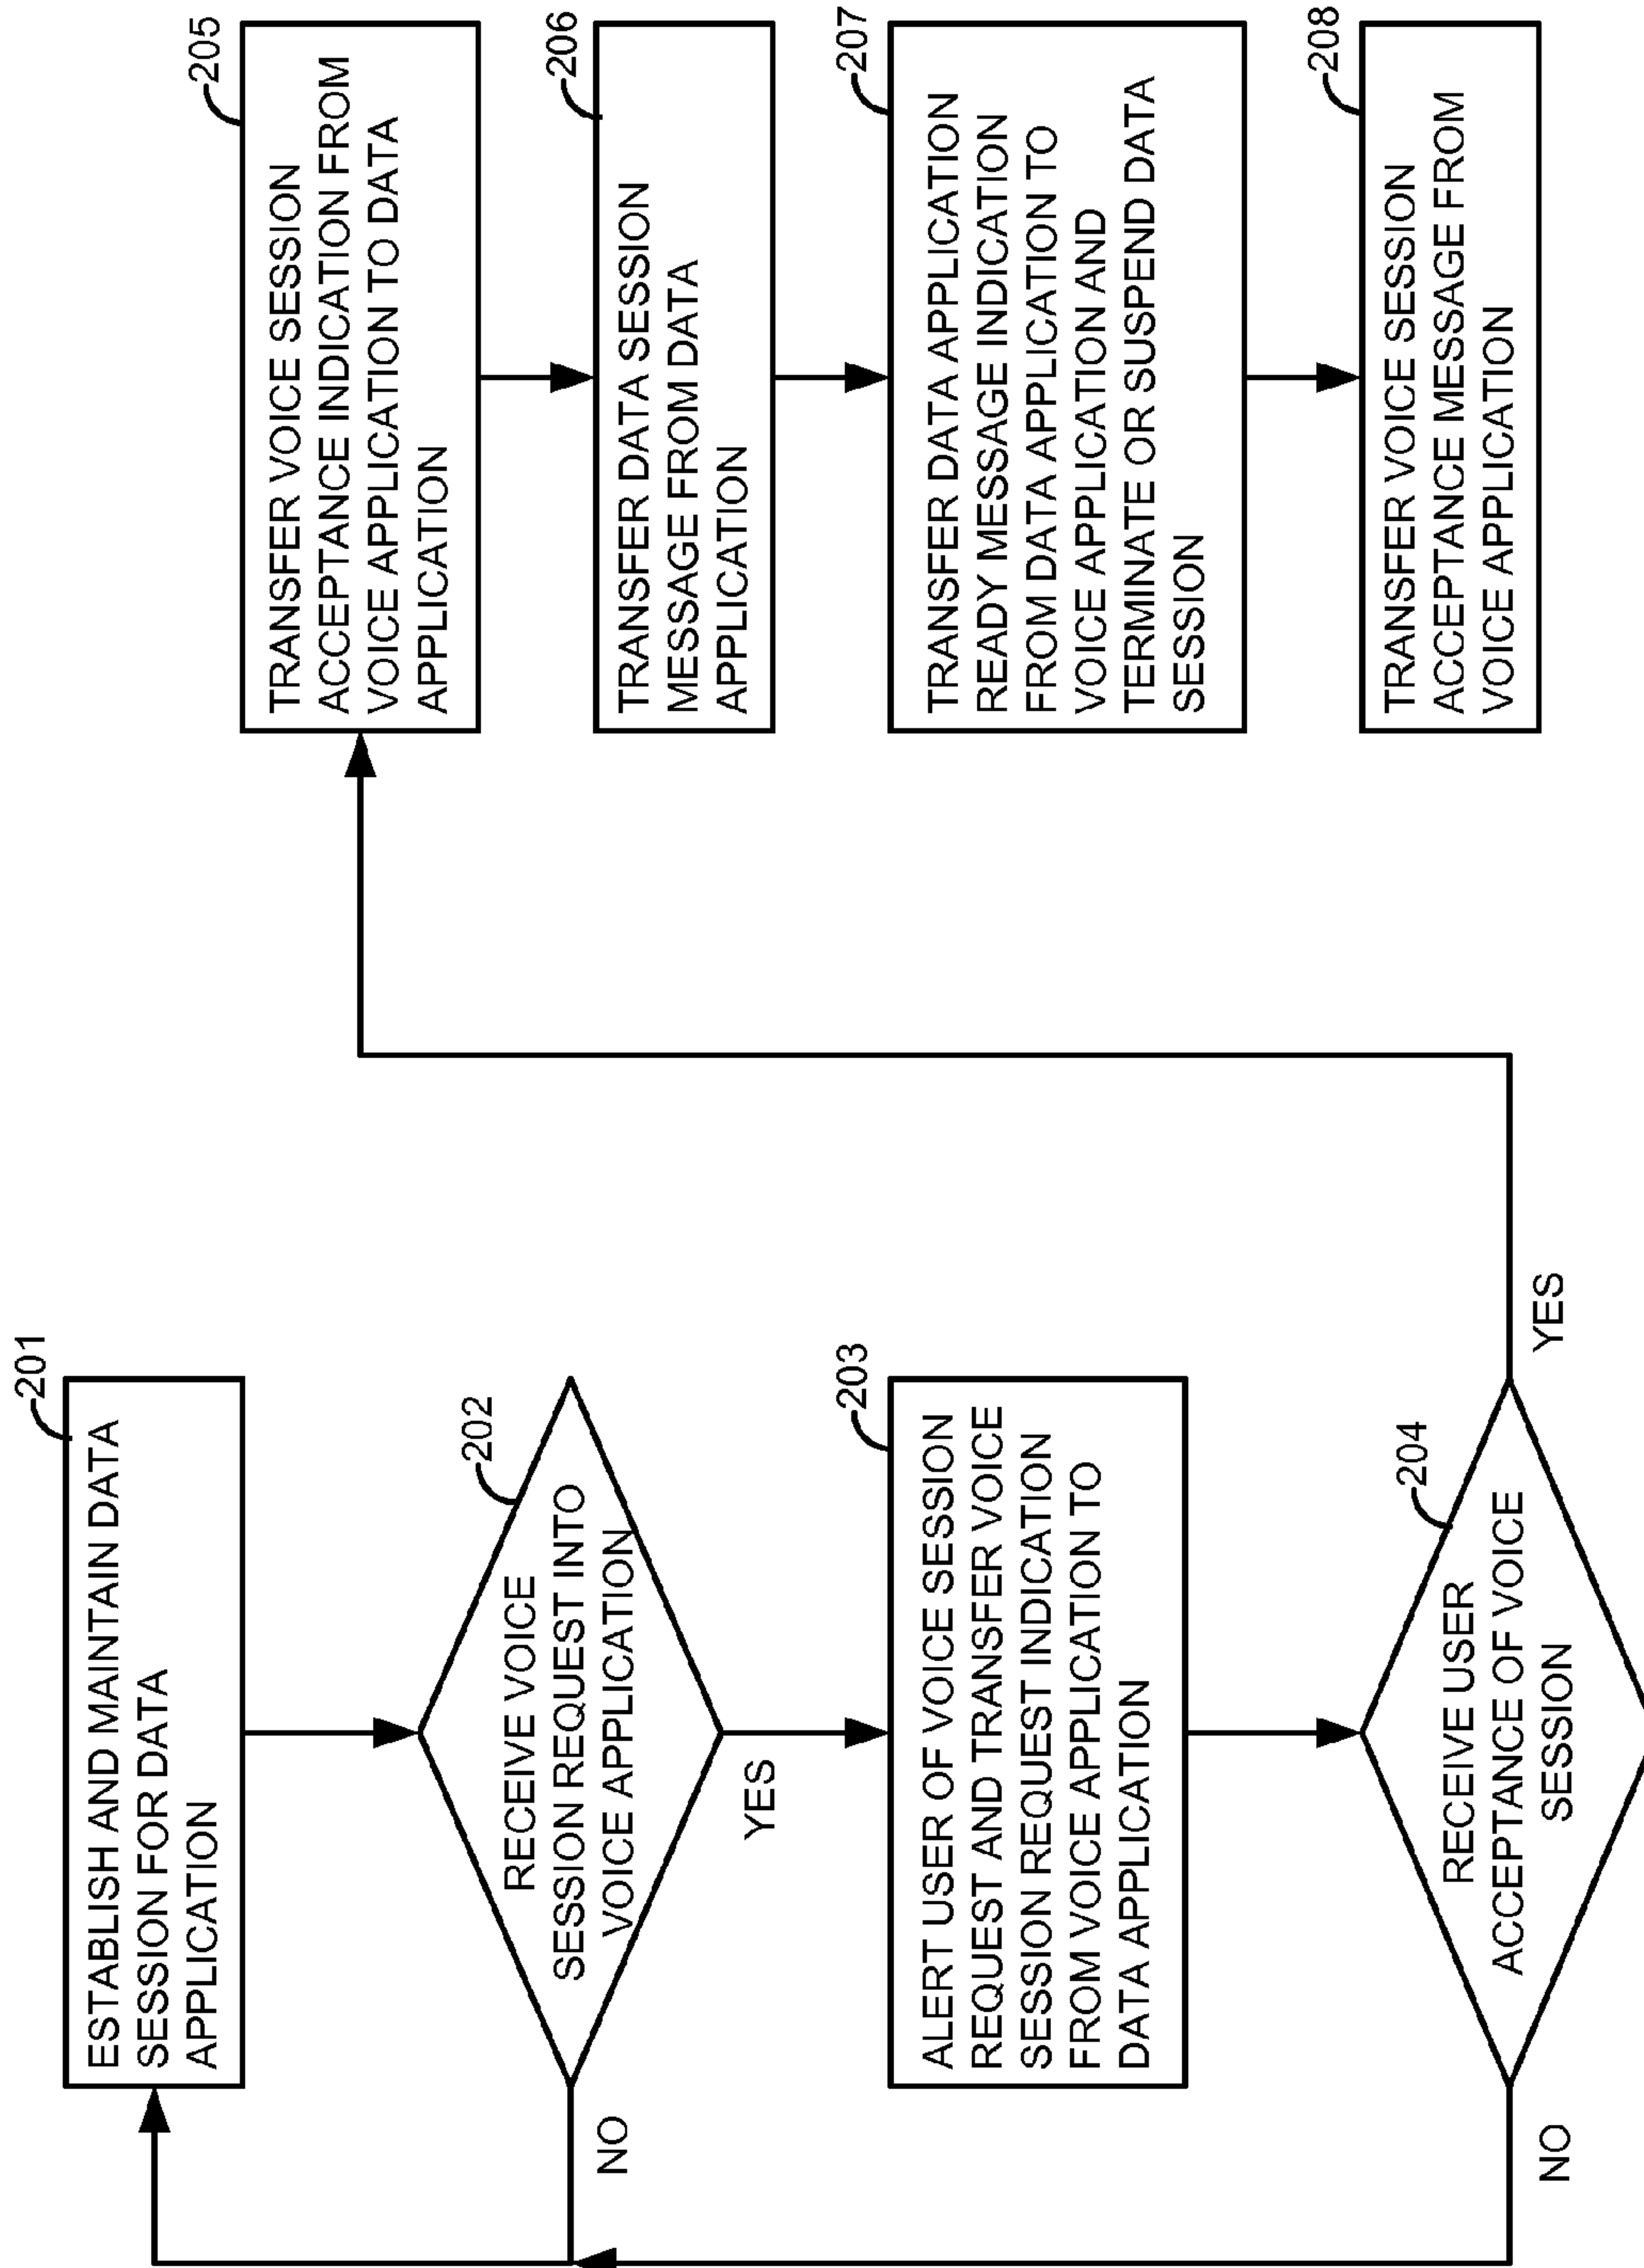 201
ESTABLISH AND MAINTAIN DATA
SESSION FOR DATA
APPLICATION
202
RECEIVE VOICE
SESSION REQUEST INTO
VOICE APPLICATION
NO
YES
203
ALERT USER OF VOICE SESSION
REQUEST AND TRANSFER VOICE
SESSION REQUEST INDICATION
FROM VOICE APPLICATION TO
DATA APPLICATION
204
RECEIVE USER
ACCEPTANCE OF VOICE
SESSION
NO
YES
205
TRANSFER VOICE SESSION
ACCEPTANCE INDICATION FROM
VOICE APPLICATION TO DATA
APPLICATION
206
TRANSFER DATA SESSION
MESSAGE FROM DATA
APPLICATION
207
TRANSFER DATA APPLICATION
READY MESSAGE INDICATION
FROM DATA APPLICATION TO
VOICE APPLICATION AND
TERMINATE OR SUSPEND DATA
SESSION
208
TRANSFER VOICE SESSION
ACCEPTANCE MESSAGE FROM
VOICE APPLICATION